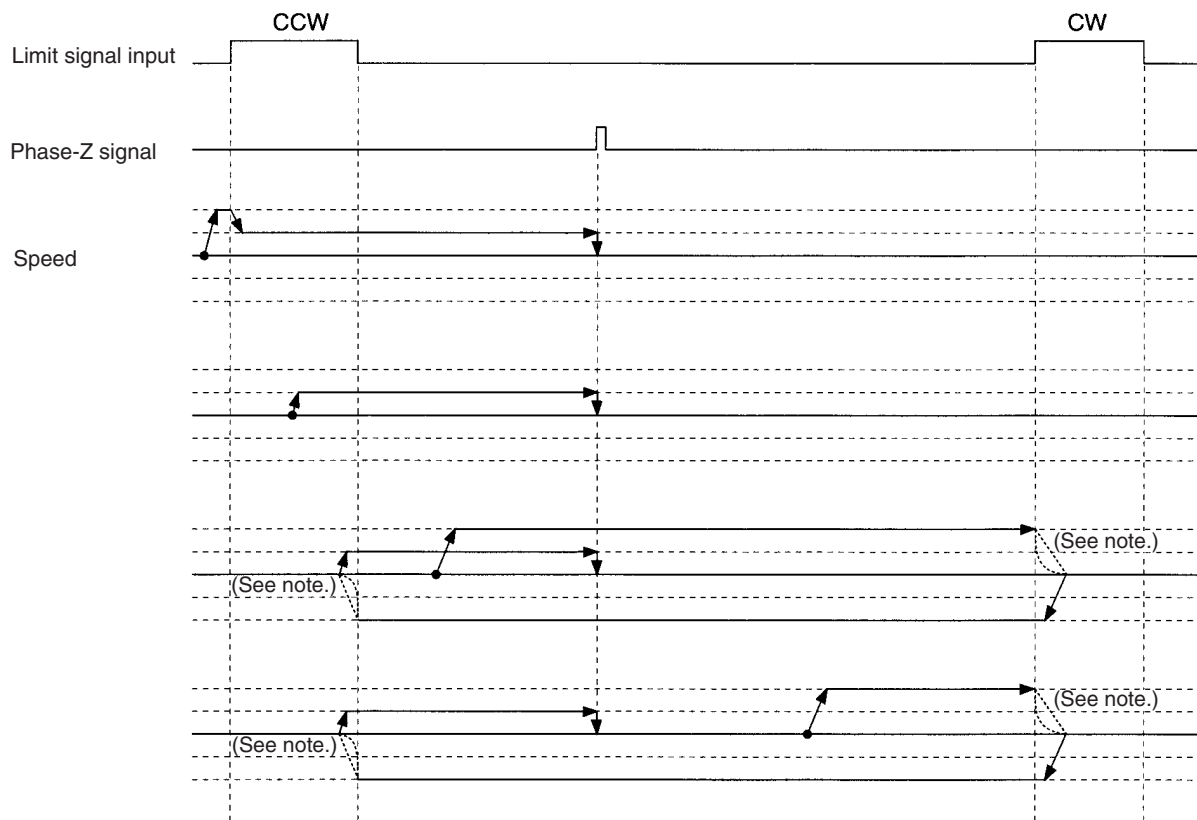 CCW
CW
Limit signal input
Phase-Z signal
Speed
(See note.)
(See note.)
(See note.)
(See note.)